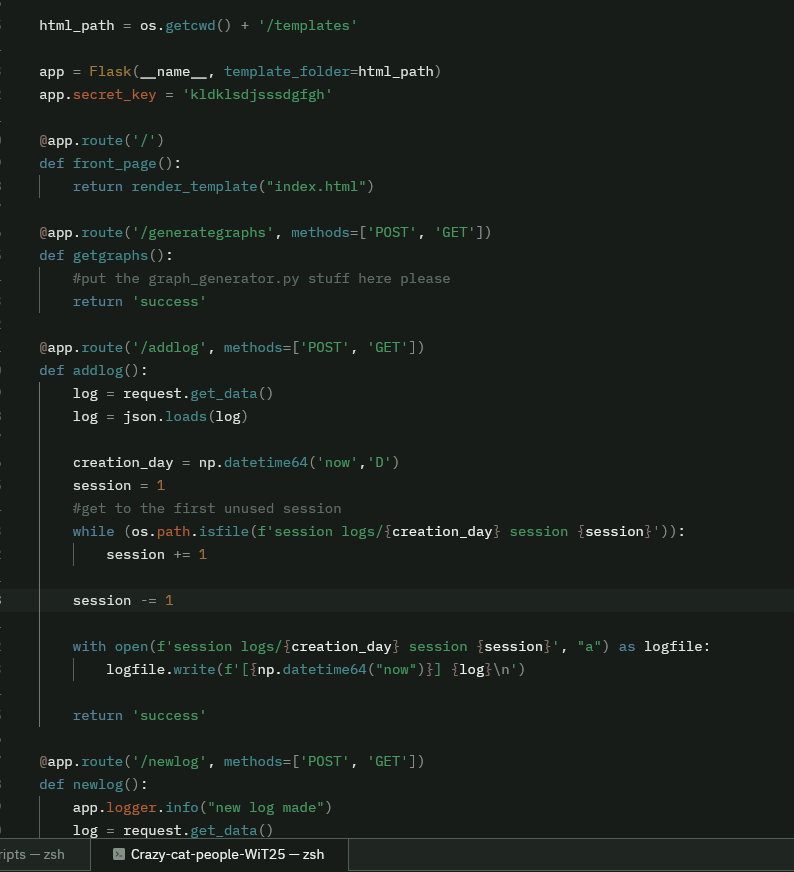 html_path = os.getcwd() + '/templates'
app = Flask(__name__, template_folder=html_path)
app.secret_key = 'kldklsdjsssdgfgh'
@app.route('/')
def front_page():
return render_template("index.html")
@app.route('/generategraphs', methods=['POST', 'GET'])
def getgraphs():
#put the graph_generator.py stuff here please
return 'success'
@app.route('/addlog', methods=['POST', 'GET'])
def addlog():
log = request.get_data()
log = json.loads(log)
creation_day = np.datetime64('now','D')
session = 1
#get to the first unused session
while (os.path.isfile(f'session logs/{creation_day} session {session}')):
session += 1
session -= 1
with open(f'session logs/{creation_day} session {session}', "a") as logfile:
logfile.write(f'[{np.datetime64("now")}] {log}\n')
return 'success'
@app.route('/newlog', methods=['POST', 'GET'])
def newlog():
app.logger.info("new log made")
log = request.get_data()
— zsh
Crazy-cat-people-WiT25 — zsh